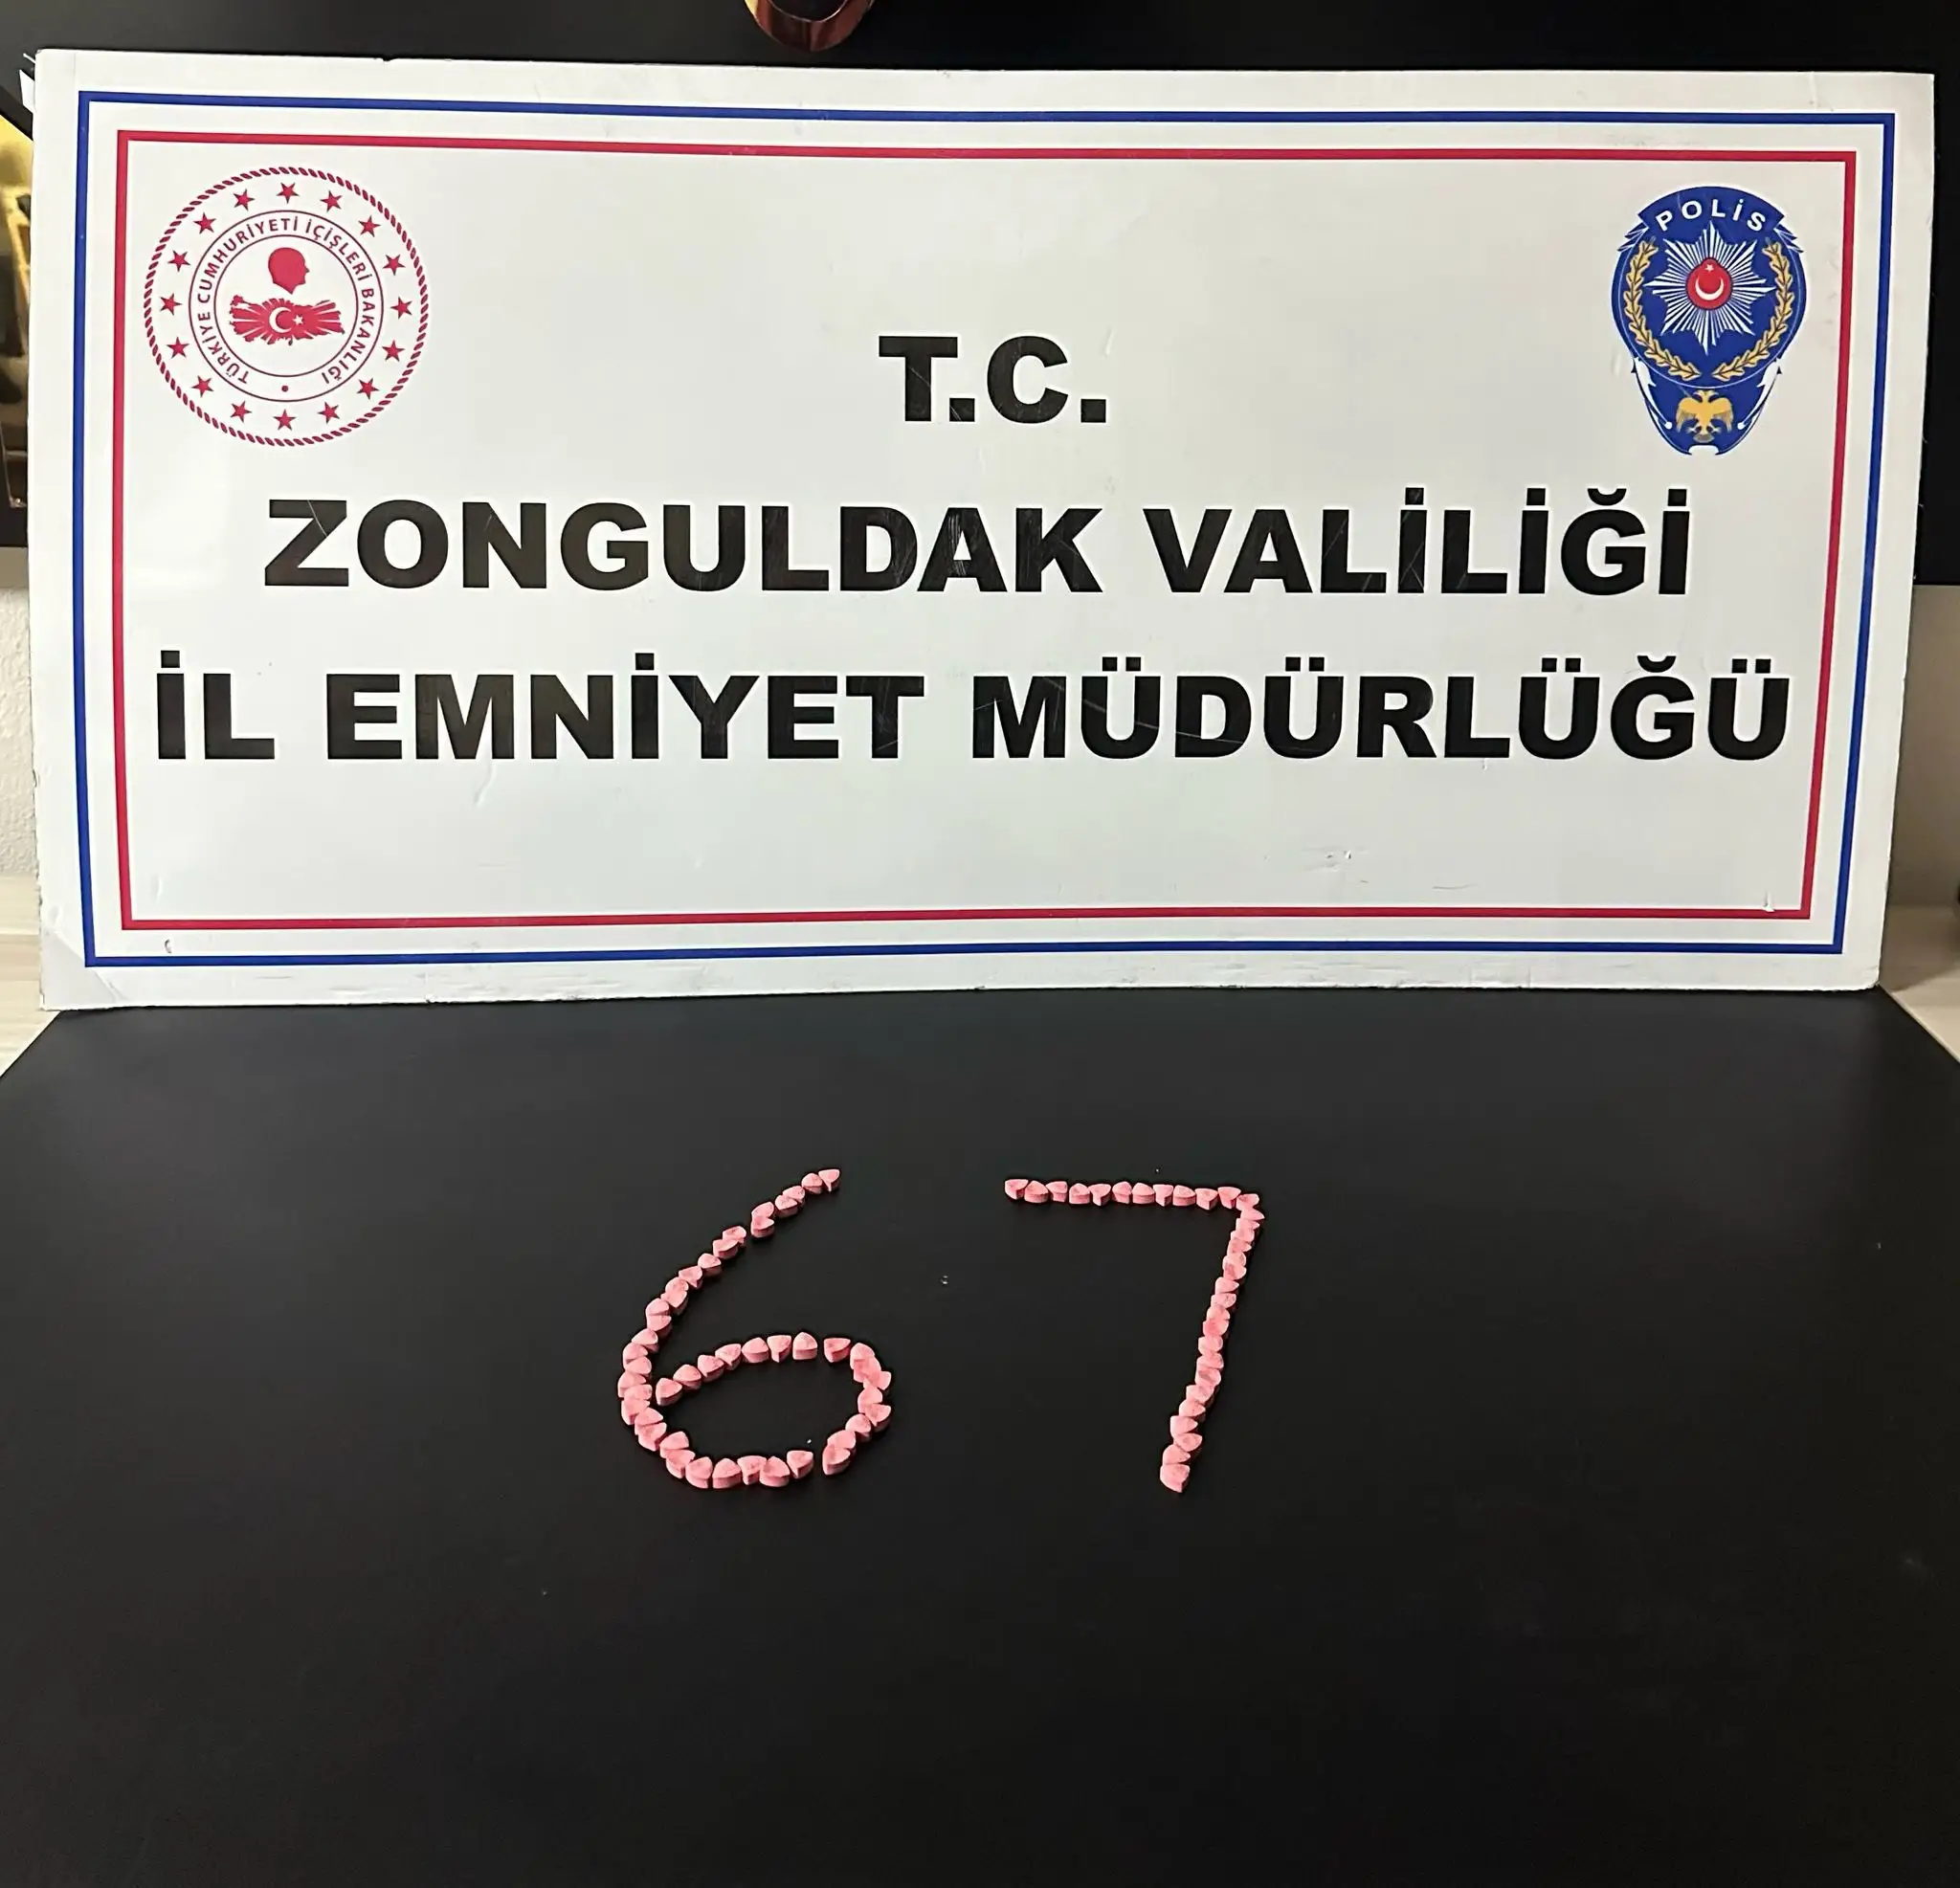 TÜRKİYE CUMHURİYETİ İÇİŞLERİ BAKANLIĞI
POLİS
T.C.
ZONGULDAK VALİLİĞİ
İL EMNİYET MÜDÜRLÜĞÜ
67